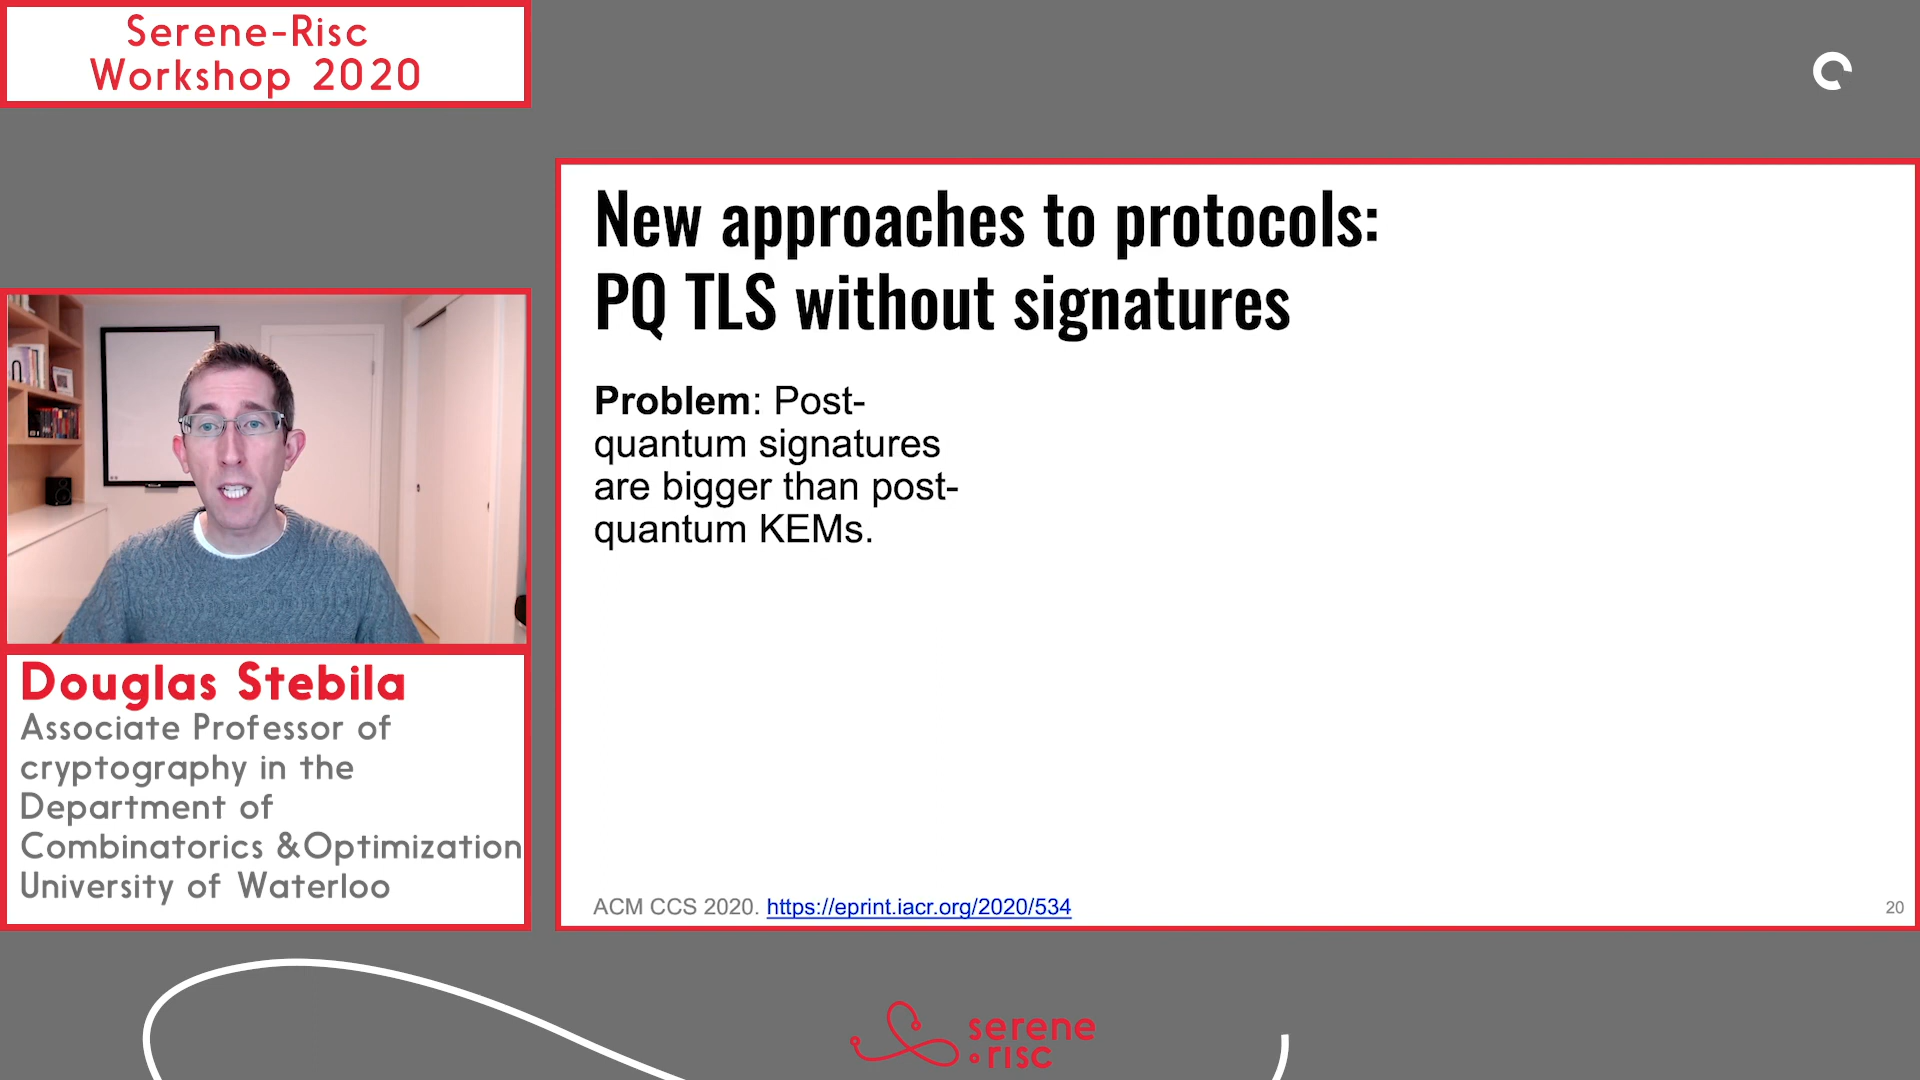 Serene-Risc
Workshop 2020
New approaches to protocols:
PQ TLS without signatures
Problem: Post-
quantum signatures
are bigger than post-
quantum KEMs.
ACM CCS 2020. https://eprint.iacr.org/2020/534
20
Douglas Stebila
Associate Professor of
cryptography in the
Department of
Combinatorics &Optimization
University of Waterloo
serene
risc